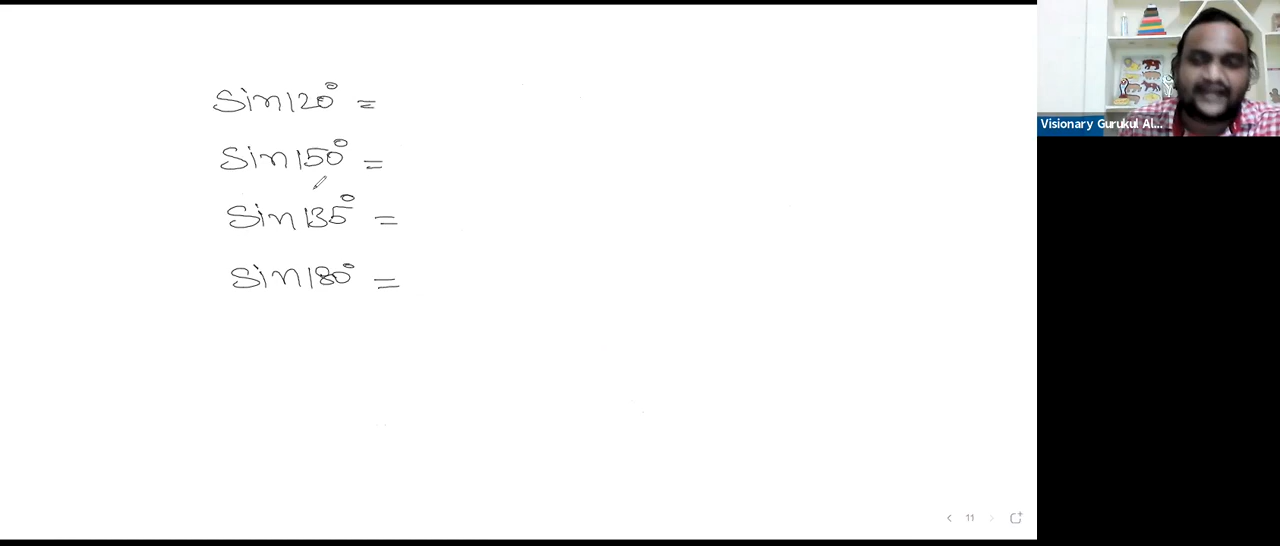 sin120° =
sin150° =
sin135° =
sin180° =
Visionary Gurukul Al...
11